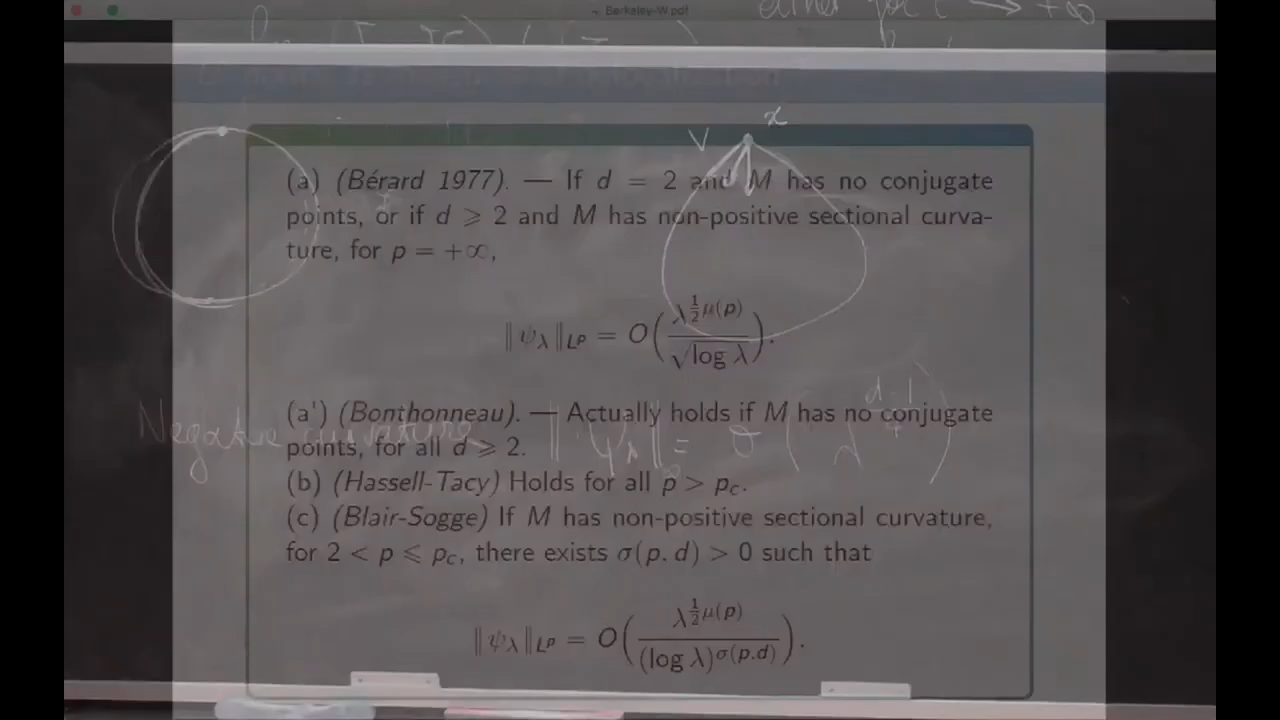 Berkeley-W.pdf
+∞
x
V
(a) (Bérard 1977). — If d = 2 and M has no conjugate
points, or if d ⩾ 2 and M has non-positive sectional curva-
ture, for p = +∞,
‖ψ_λ‖_{L^p} = O(λ^{½μ(p)} / √log λ).
(a') (Bonthonneau). — Actually holds if M has no conjugate
points, for all d ⩾ 2.
Negative curvature ‖ψ_λ‖_∞ = o(λ^{(d-1)/4})
(b) (Hassell-Tacy) Holds for all p > p_c.
(c) (Blair-Sogge) If M has non-positive sectional curvature,
for 2 < p ⩽ p_c, there exists σ(p.d) > 0 such that
‖ψ_λ‖_{L^p} = O(λ^{½μ(p)} / (log λ)^{σ(p.d)}).